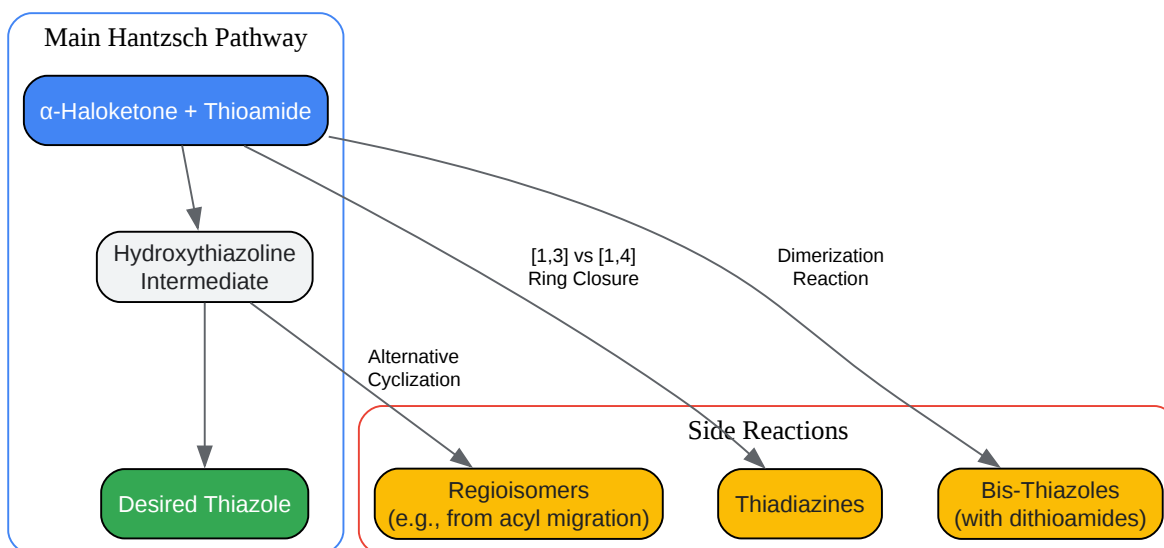 Main Hantzsch Pathway
α-Haloketone + Thioamide
Hydroxythiazoline
Intermediate
[1,3] vs [1,4]
Ring Closure
Dimerization
Reaction
Alternative
Cyclization
Side Reactions
Desired Thiazole
Regioisomers
(e.g., from acyl migration)
Thiadiazines
Bis-Thiazoles
(with dithioamides)